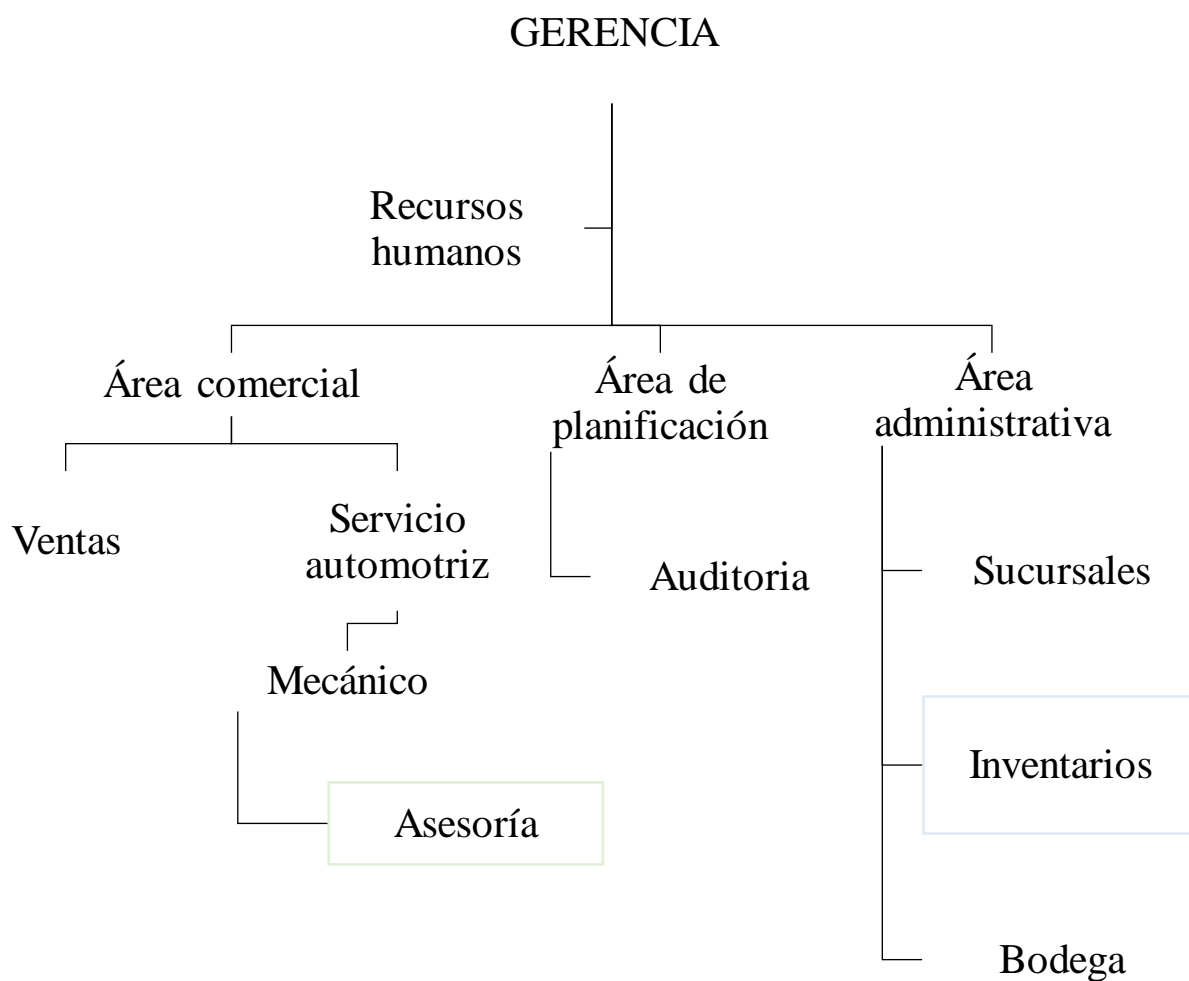 GERENCIA
Recursos
humanos
Área comercial
Área de
planificación
Área
administrativa
Ventas
Servicio
automotriz
Auditoria
Sucursales
Mecánico
Inventarios
Asesoría
Bodega